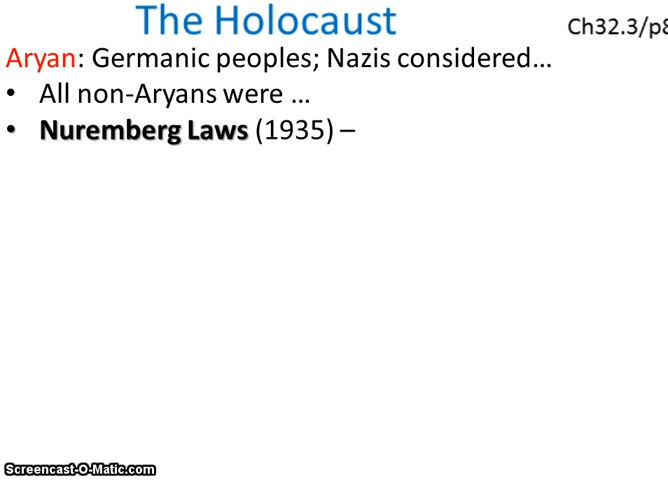 The Holocaust
Ch32.3/p8
Aryan: Germanic peoples; Nazis considered…
• All non-Aryans were …
• Nuremberg Laws (1935) –
Screencast-O-Matic.com